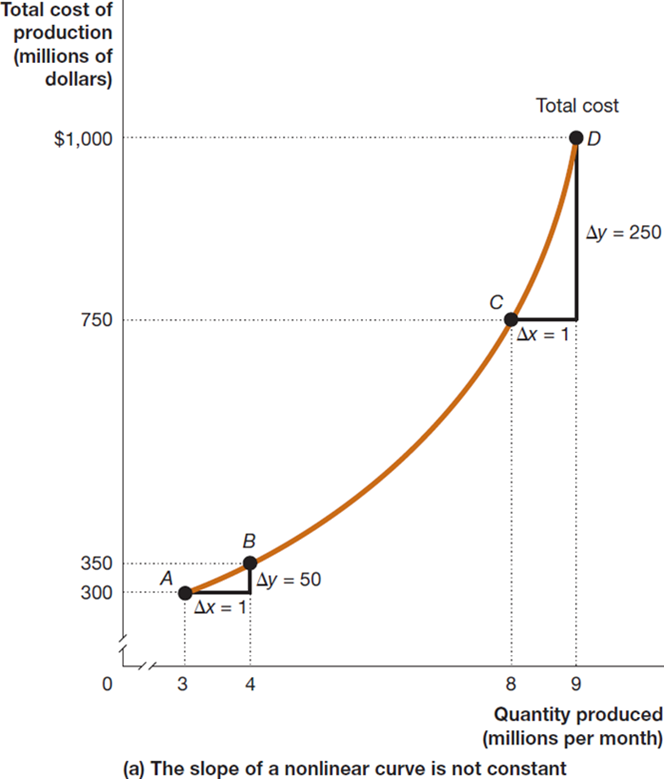 Total cost of
production
(millions of
dollars)
Total cost
$1,000
D
Δy = 250
C
750
Δx = 1
B
350
A
Δy = 50
300
Δx = 1
0
3
4
8
9
Quantity produced
(millions per month)
(a) The slope of a nonlinear curve is not constant